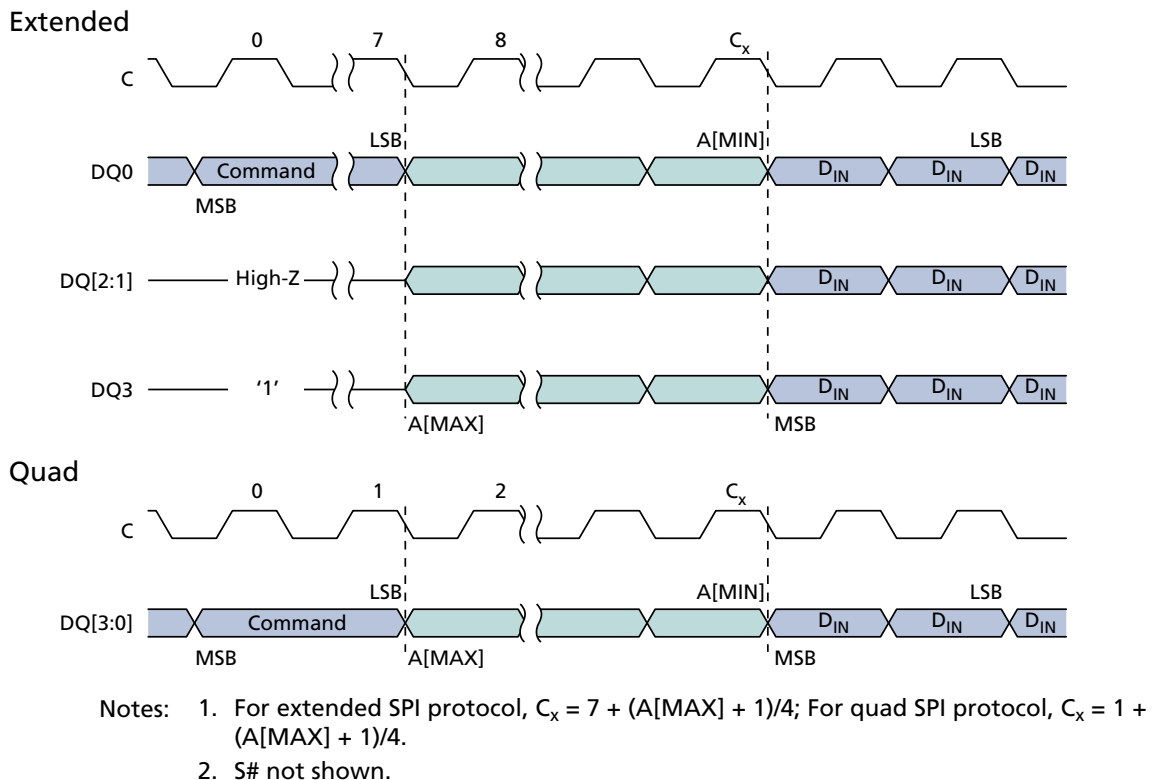 Extended
0 7 8 Cx
C
LSB A[MIN] LSB
DQ0 Command DIN DIN DIN
MSB
DQ[2:1] High-Z DIN DIN DIN
DQ3 ‘1’ DIN DIN DIN
A[MAX] MSB
Quad
0 1 2 Cx
C
LSB A[MIN] LSB
DQ[3:0] Command DIN DIN DIN
MSB A[MAX] MSB
Notes: 1. For extended SPI protocol, Cx = 7 + (A[MAX] + 1)/4; For quad SPI protocol, Cx = 1 +
(A[MAX] + 1)/4.
2. S# not shown.